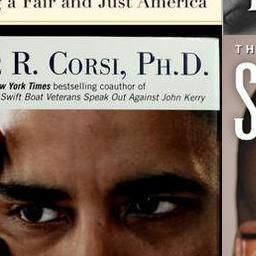 a Fair and Just America
R. CORSI, PH.D.
New York Times bestselling coauthor of
Swift Boat Veterans Speak Out Against John Kerry
TH
S